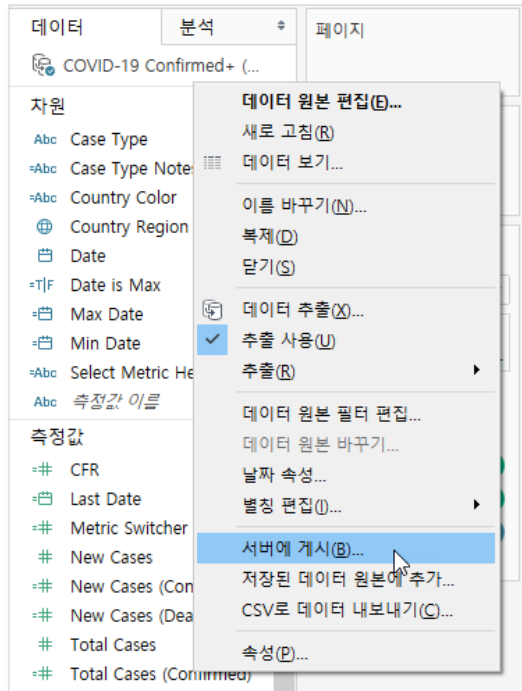 데이터
분석
페이지
COVID-19 Confirmed+ (...
차원
Abc Case Type
=Abc Case Type Note
=Abc Country Color
Country Region
Date
=T|F Date is Max
Max Date
Min Date
=Abc Select Metric He
Abc 측정값 이름
측정값
=# CFR
Last Date
=# Metric Switcher
# New Cases
=# New Cases (Con
=# New Cases (Dea
# Total Cases
=# Total Cases (Confirmed)
데이터 원본 편집(E)...
새로 고침(R)
데이터 보기...
이름 바꾸기(N)...
복제(D)
닫기(S)
데이터 추출(X)...
추출 사용(U)
추출(R)
데이터 원본 필터 편집...
데이터 원본 바꾸기...
날짜 속성...
별칭 편집(I)...
서버에 게시(B)...
저장된 데이터 원본에 추가...
CSV로 데이터 내보내기(C)...
속성(P)...